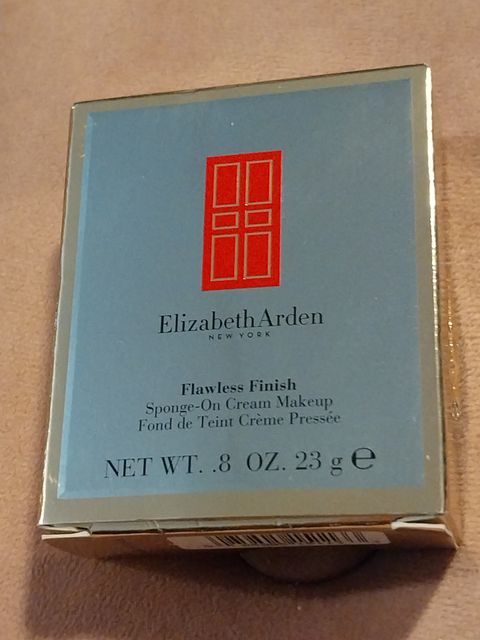 ElizabethArden
NEW YORK
Flawless Finish
Sponge-On Cream Makeup
Fond de Teint Crème Pressée
NET WT. .8 OZ. 23 g ℮